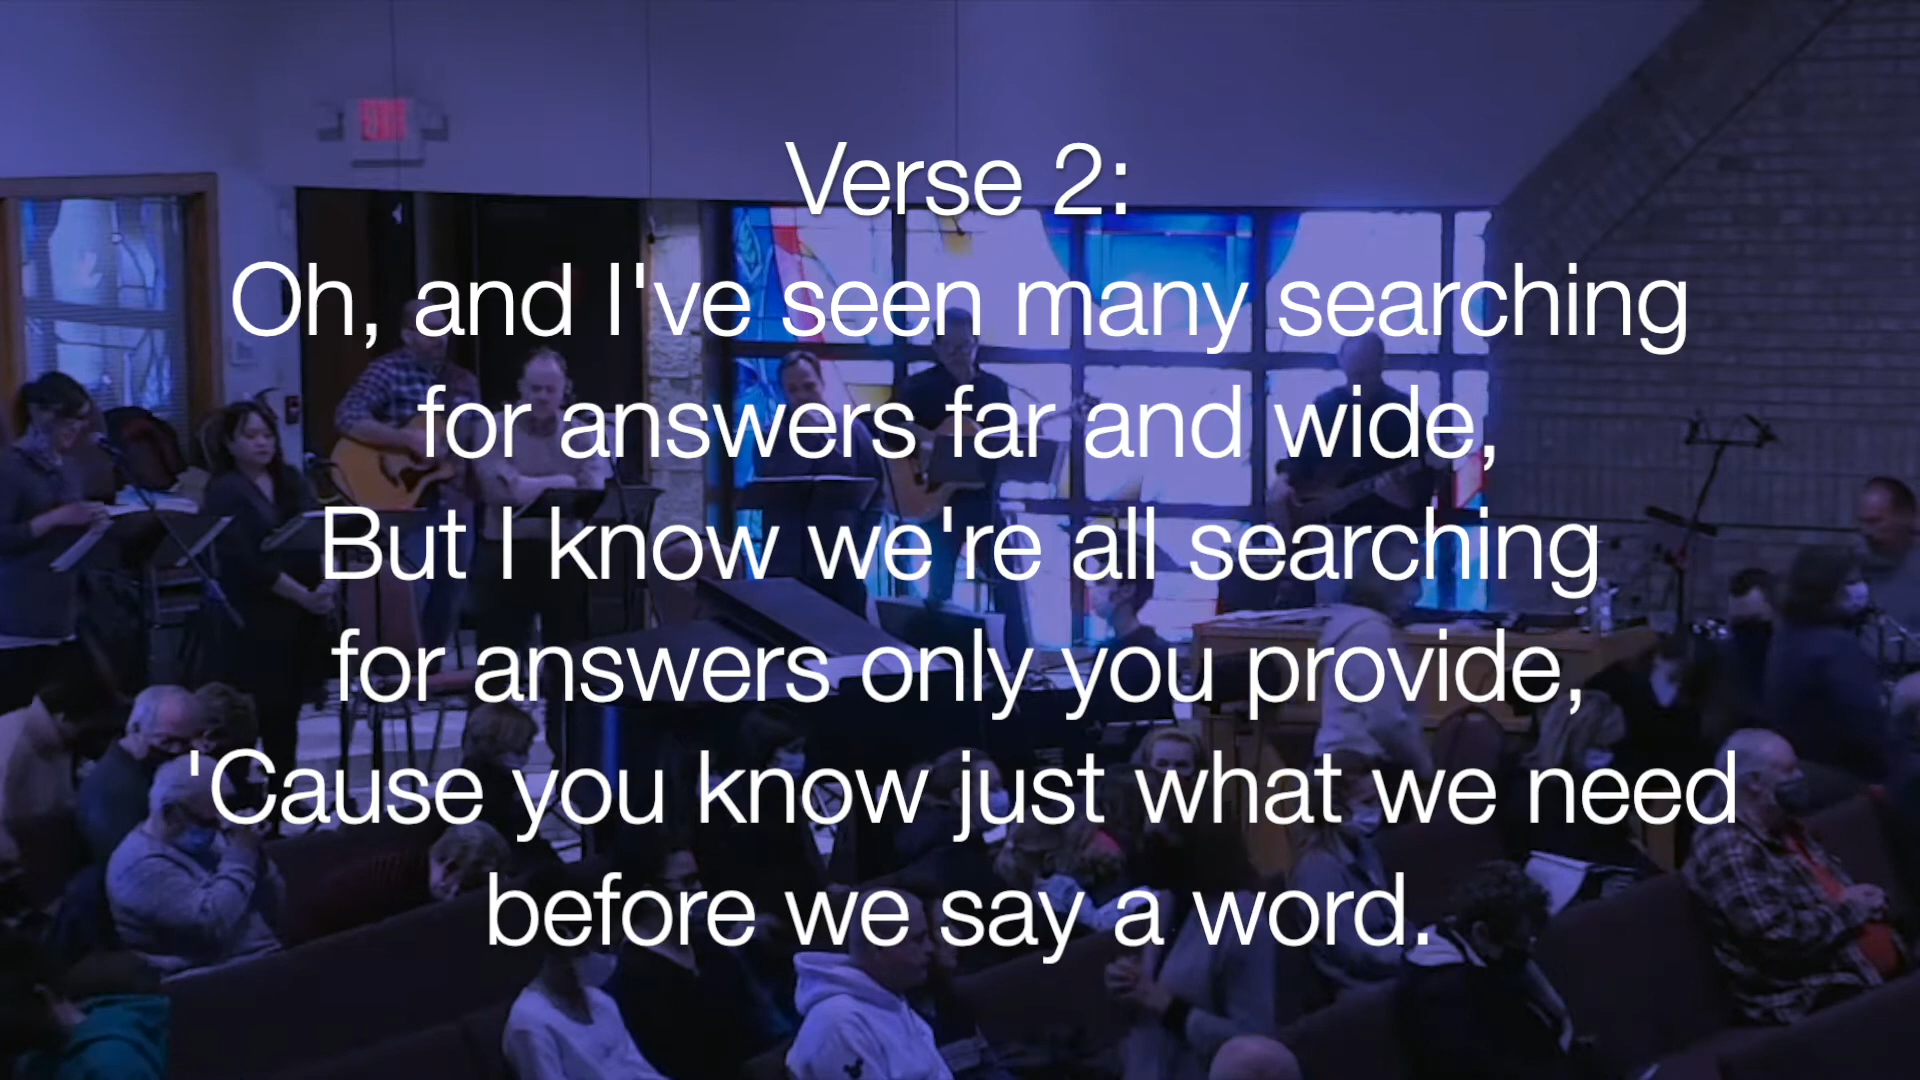 EXIT
Verse 2:
Oh, and I've seen many searching
for answers far and wide,
But I know we're all searching
for answers only you provide,
'Cause you know just what we need
before we say a word.